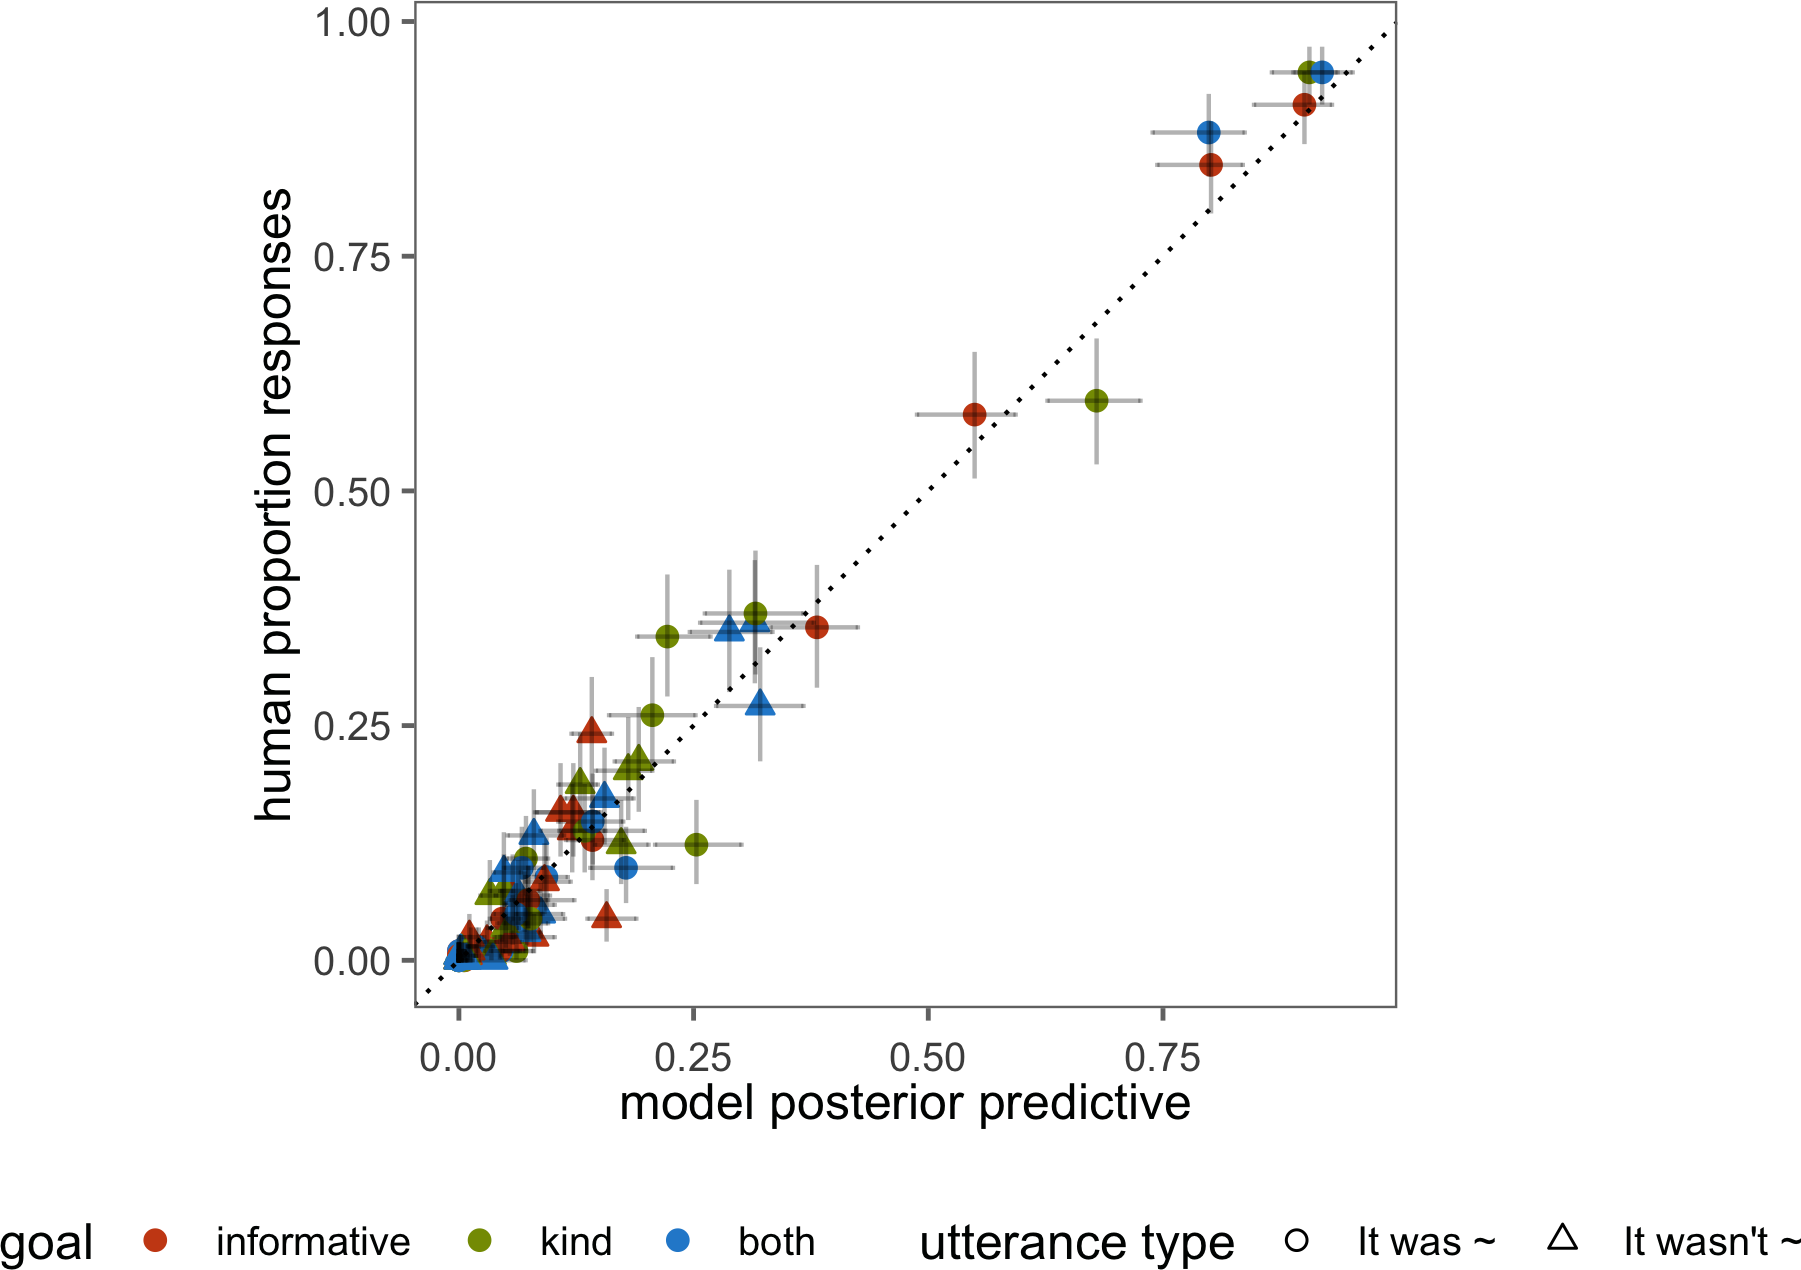 human proportion responses
1.00
0.75
0.50
0.25
0.00
0.00 0.25 0.50 0.75
model posterior predictive
goal informative kind both utterance type It was ~ It wasn't ~